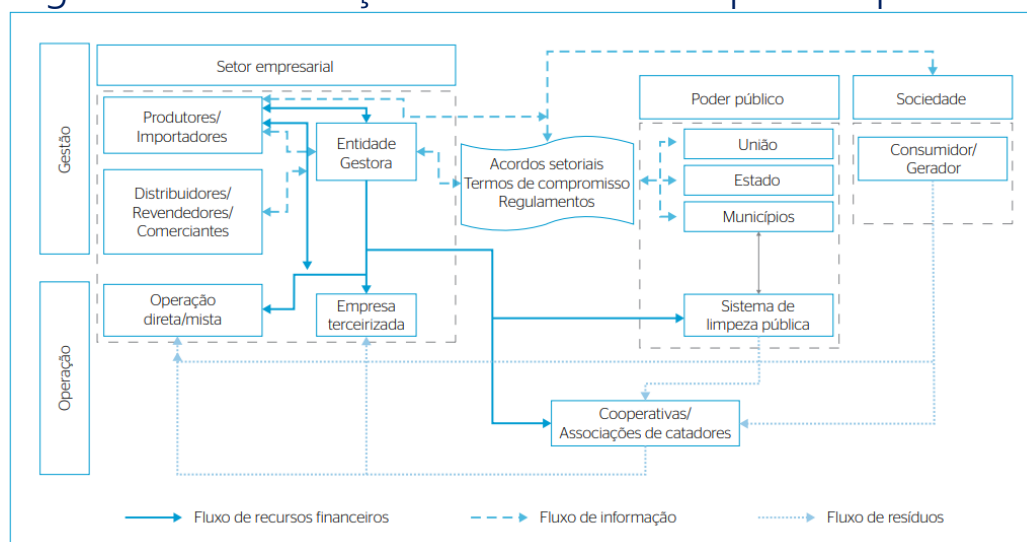 Setor empresarial
Poder público
Sociedade
Gestão
Produtores/
Importadores
Entidade
Gestora
Distribuidores/
Revendedores/
Comerciantes
Acordos setoriais
Termos de compromisso
Regulamentos
União
Estado
Municípios
Consumidor/
Gerador
Operação
Operação
direta/mista
Empresa
terceirizada
Sistema de
limpeza pública
Cooperativas/
Associações de catadores
Fluxo de recursos financeiros
Fluxo de informação
Fluxo de resíduos